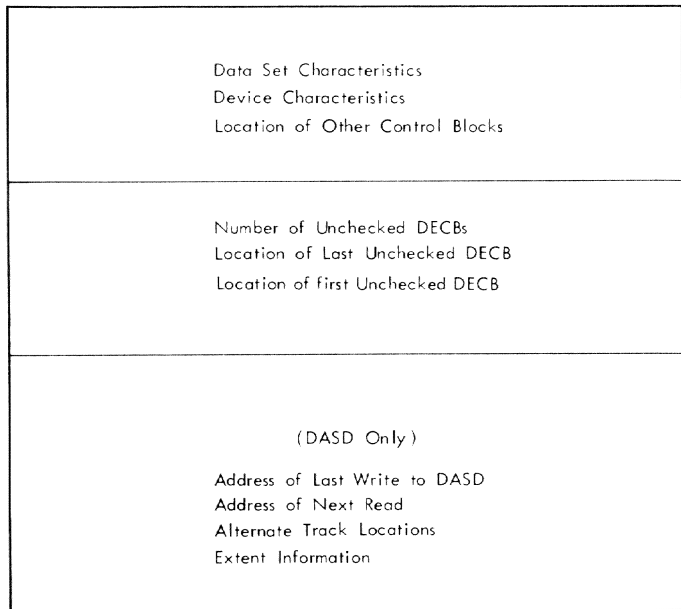 Data Set Characteristics
Device Characteristics
Location of Other Control Blocks
Number of Unchecked DECBs
Location of Last Unchecked DECB
Location of first Unchecked DECB
(DASD Only)
Address of Last Write to DASD
Address of Next Read
Alternate Track Locations
Extent Information